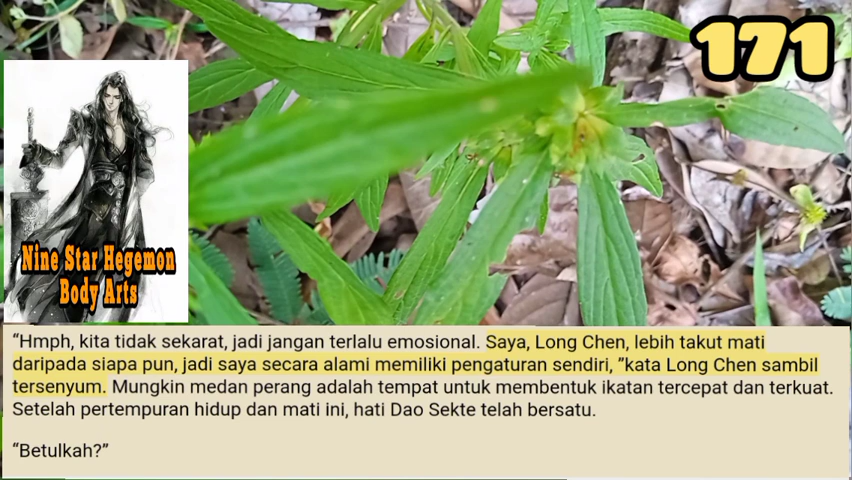 171
Nine Star Hegemon
Body Arts
“Hmph, kita tidak sekarat, jadi jangan terlalu emosional. Saya, Long Chen, lebih takut mati
daripada siapa pun, jadi saya secara alami memiliki pengaturan sendiri, ”kata Long Chen sambil
tersenyum. Mungkin medan perang adalah tempat untuk membentuk ikatan tercepat dan terkuat.
Setelah pertempuran hidup dan mati ini, hati Dao Sekte telah bersatu.
“Betulkah?”